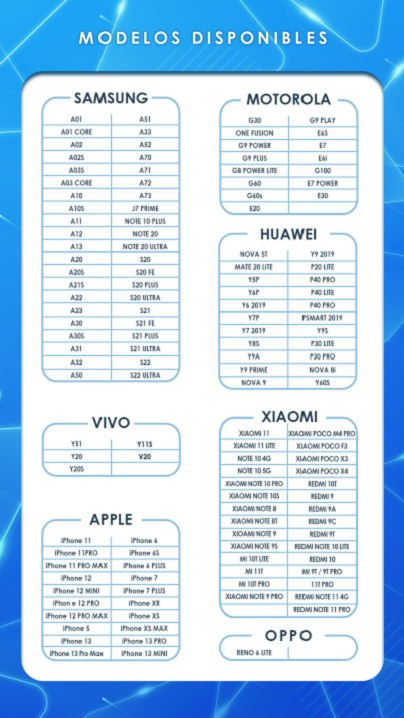 MODELOS DISPONIBLES
SAMSUNG
A01 A51
A01 CORE A33
A02 A52
A02S A70
A03S A71
A03 CORE A72
A10 A73
A10S J7 PRIME
A11 NOTE 10 PLUS
A12 NOTE 20
A13 NOTE 20 ULTRA
A20 S20
A20S S20 FE
A21S S20 PLUS
A22 S20 ULTRA
A23 S21
A30 S21 FE
A30S S21 PLUS
A31 S21 ULTRA
A32 S22
A50 S22 ULTRA
VIVO
Y51 Y11S
Y20 V20
Y20S
APPLE
iPhone 11 iPhone 6
iPhone 11PRO iPhone 6S
iPhone 11 PRO MAX iPhone 6 PLUS
iPhone 12 iPhone 7
iPhone 12 MINI iPhone 7 PLUS
iPhon e 12 PRO iPhone XR
iPhone 12 PRO MAX iPhone XS
iPhone 5 iPhone XS MAX
iPhone 13 iPhone 13 PRO
iPhone 13 Pro Max iPhone 13 MINI
MOTOROLA
G30 G9 PLAY
ONE FUSION E6S
G9 POWER E7
G9 PLUS E6i
G8 POWER LITE G100
G60 E7 POWER
G60s E30
E20
HUAWEI
NOVA 5T Y9 2019
MATE 20 LITE P20 LITE
Y5P P40 PRO
Y6P P40 LITE
Y6 2019 P40 PRO
Y7P PSMART 2019
Y7 2019 Y9S
Y8S P30 LITE
Y9A P30 PRO
Y9 PRIME NOVA 8i
NOVA 9 Y60S
XIAOMI
XIAOMI 11 XIAOMI POCO M4 PRO
XIAOMI 11 LITE XIAOMI POCO F3
NOTE 10 4G XIAOMI POCO X3
NOTE 10 5G XIAOMI POCO X4
XIAOMI NOTE 10 PRO REDMI 10T
XIAOMI NOTE 10S REDMI 9
XIAOMI NOTE 8 REDMI 9A
XIAOMI NOTE 8T REDMI 9C
XIAOMI NOTE 9 REDMI 9T
XIAOMI NOTE 9S REDMI NOTE 10 LITE
MI 10T LITE REDMI 10
MI 11T MI 9T / 9T PRO
MI 10T PRO 11T PRO
XIAOMI NOTE 9 PRO REIDMI NOTE 11 4G
REDMI NOTE 11 PRO
OPPO
RENO 6 LITE